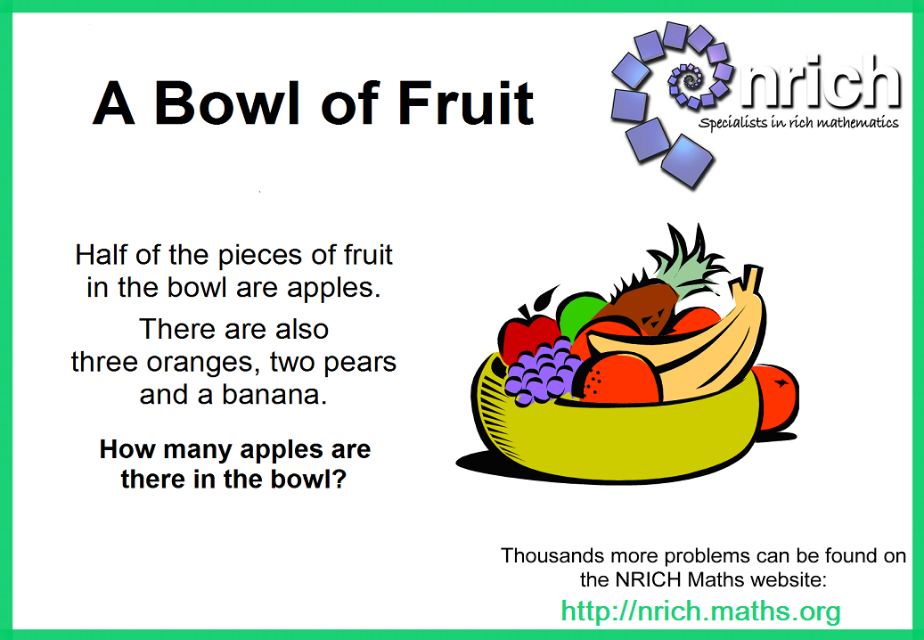 A Bowl of Fruit
nrich
Specialists in rich mathematics
Half of the pieces of fruit
in the bowl are apples.
There are also
three oranges, two pears
and a banana.
How many apples are
there in the bowl?
Thousands more problems can be found on
the NRICH Maths website:
http://nrich.maths.org